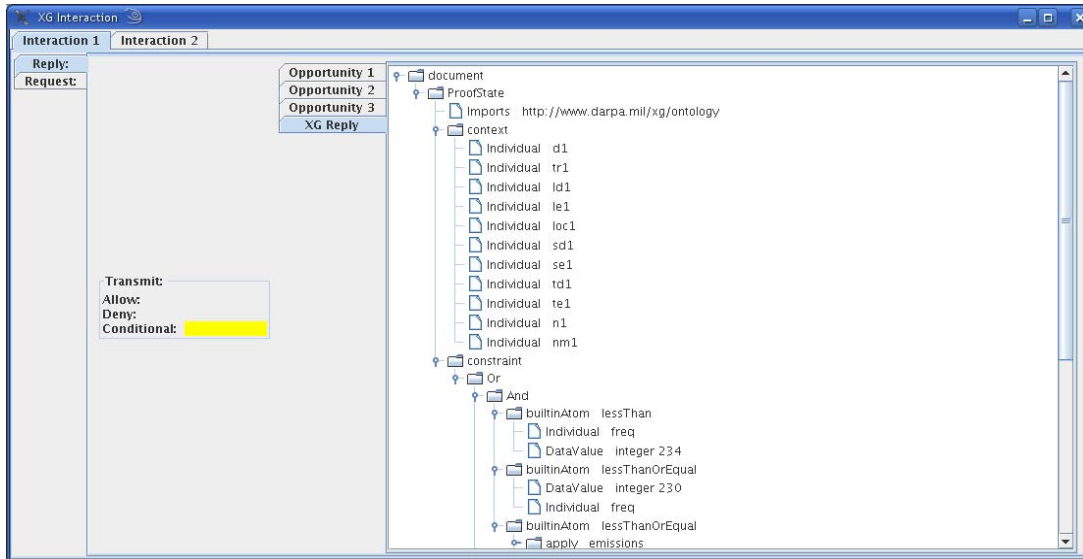 XG Interaction
Interaction 1 Interaction 2
Reply:
Request:
Transmit:
Allow:
Deny:
Conditional:
Opportunity 1
Opportunity 2
Opportunity 3
XG Reply
document
ProofState
Imports http://www.darpa.mil/xg/ontology
context
Individual d1
Individual tr1
Individual ld1
Individual le1
Individual loc1
Individual sd1
Individual se1
Individual td1
Individual te1
Individual n1
Individual nm1
constraint
Or
And
builtinAtom lessThan
Individual freq
DataValue integer 234
builtinAtom lessThanOrEqual
DataValue integer 230
Individual freq
builtinAtom lessThanOrEqual
apply emissions